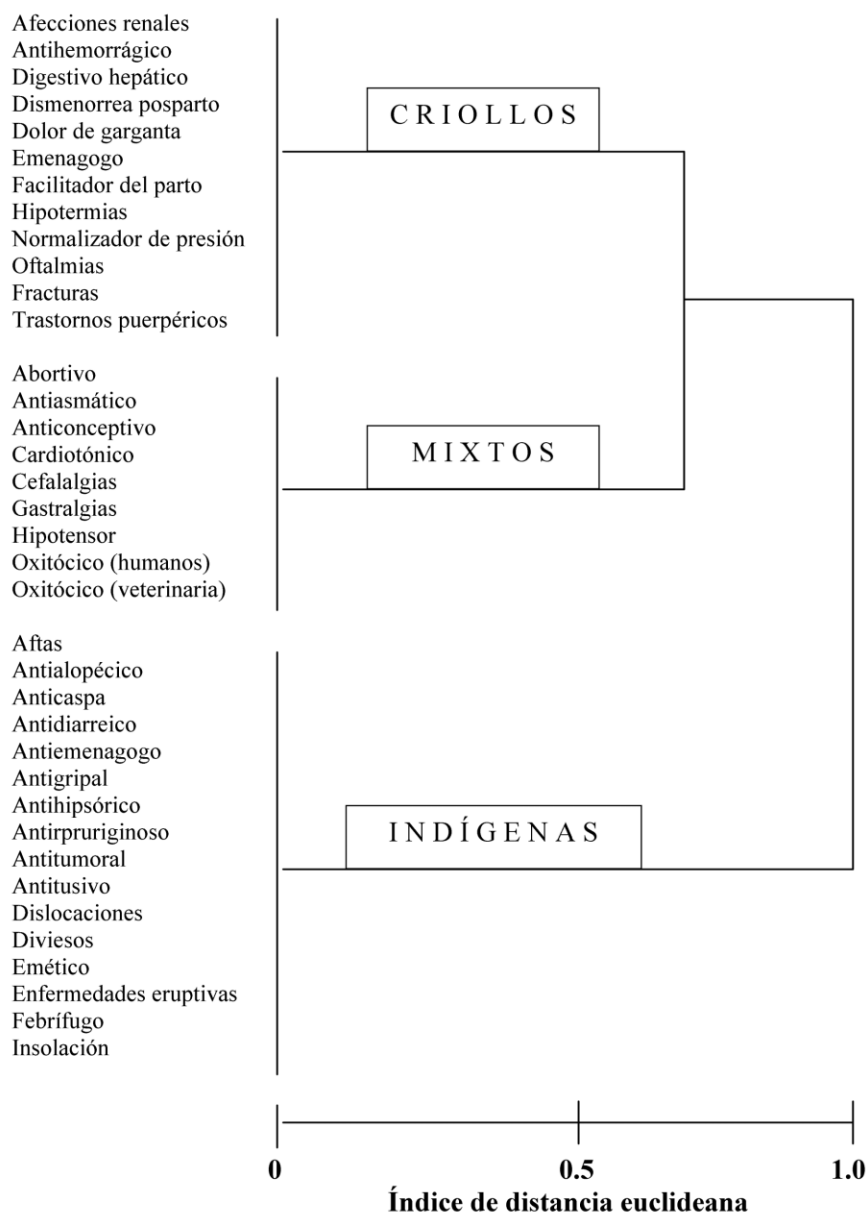 Afecciones renales
Antihemorrágico
Digestivo hepático
Dismenorrea posparto
Dolor de garganta
Emenagogo
Facilitador del parto
Hipotermias
Normalizador de presión
Oftalmias
Fracturas
Trastornos puerpéricos
C R I O L L O S
Abortivo
Antiasmático
Anticonceptivo
Cardiotónico
Cefalalgias
Gastralgias
Hipotensor
Oxitócico (humanos)
Oxitócico (veterinaria)
M I X T O S
Aftas
Antialopécico
Anticaspa
Antidiarreico
Antiemenagogo
Antigripal
Antihipsórico
Antirpruriginoso
Antitumoral
Antitusivo
Dislocaciones
Diviesos
Emético
Enfermedades eruptivas
Febrífugo
Insolación
I N D Í G E N A S
0 0.5 1.0
Índice de distancia euclideana